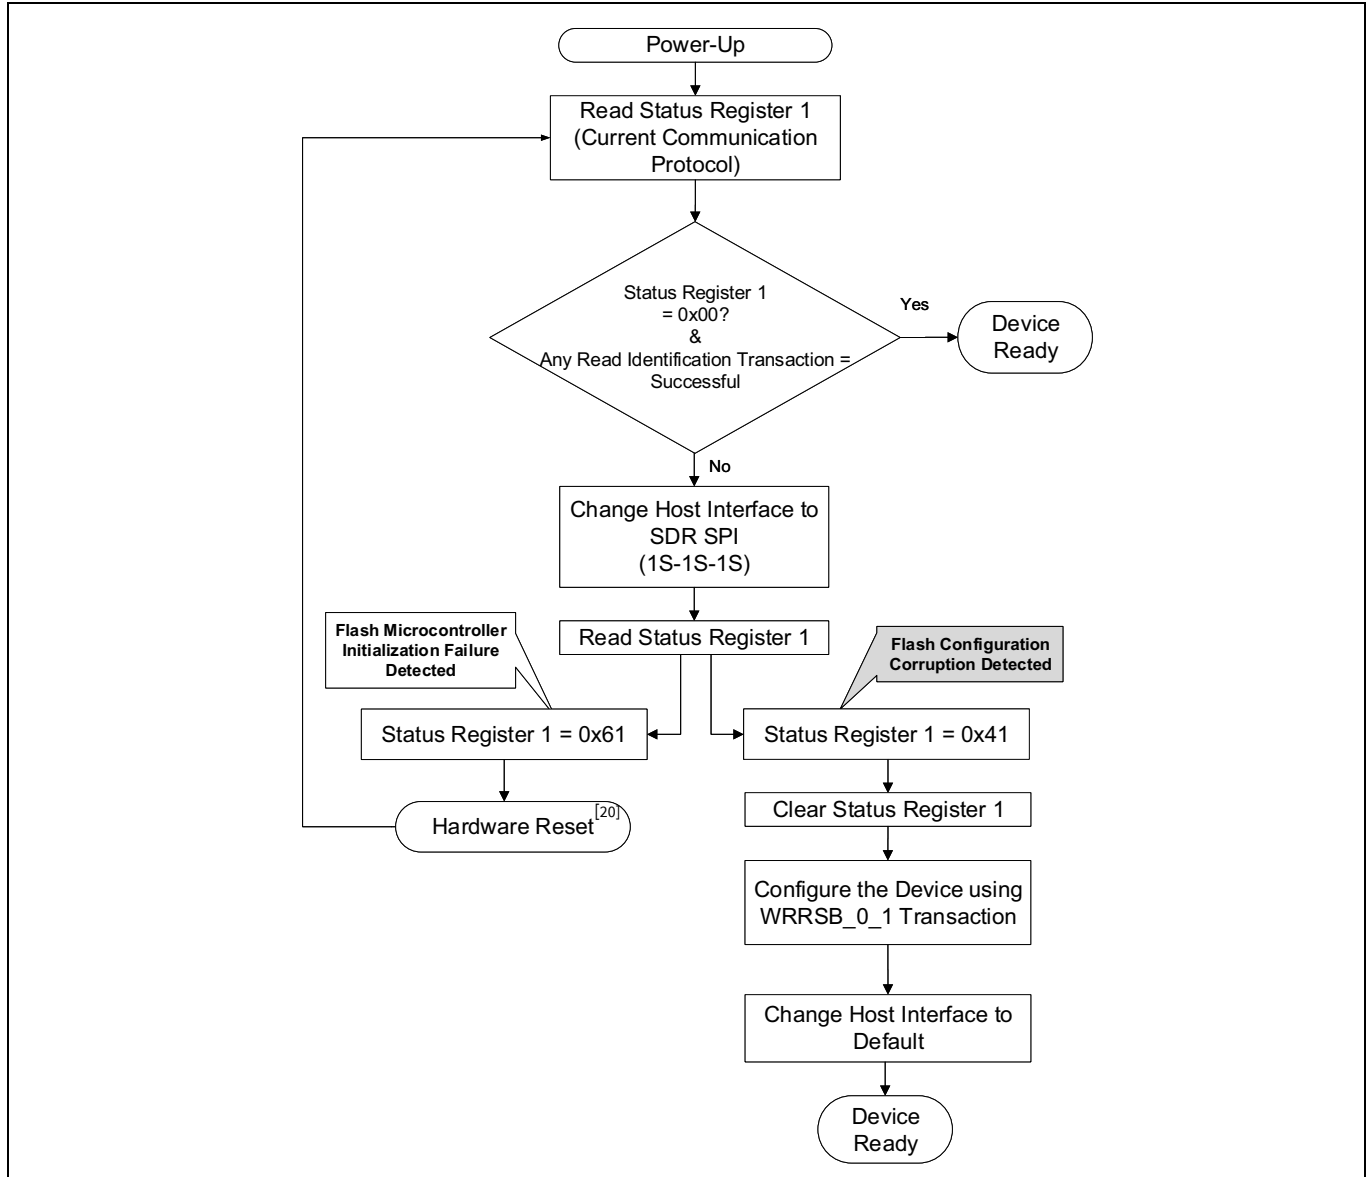 Power-Up
Read Status Register 1
(Current Communication
Protocol)
Status Register 1
= 0x00?
&
Any Read Identification Transaction =
Successful
Yes
Device
Ready
No
Change Host Interface to
SDR SPI
(1S-1S-1S)
Read Status Register 1
Flash Microcontroller
Initialization Failure
Detected
Flash Configuration
Corruption Detected
Status Register 1 = 0x61
Status Register 1 = 0x41
Hardware Reset[20]
Clear Status Register 1
Configure the Device using
WRRSB_0_1 Transaction
Change Host Interface to
Default
Device
Ready